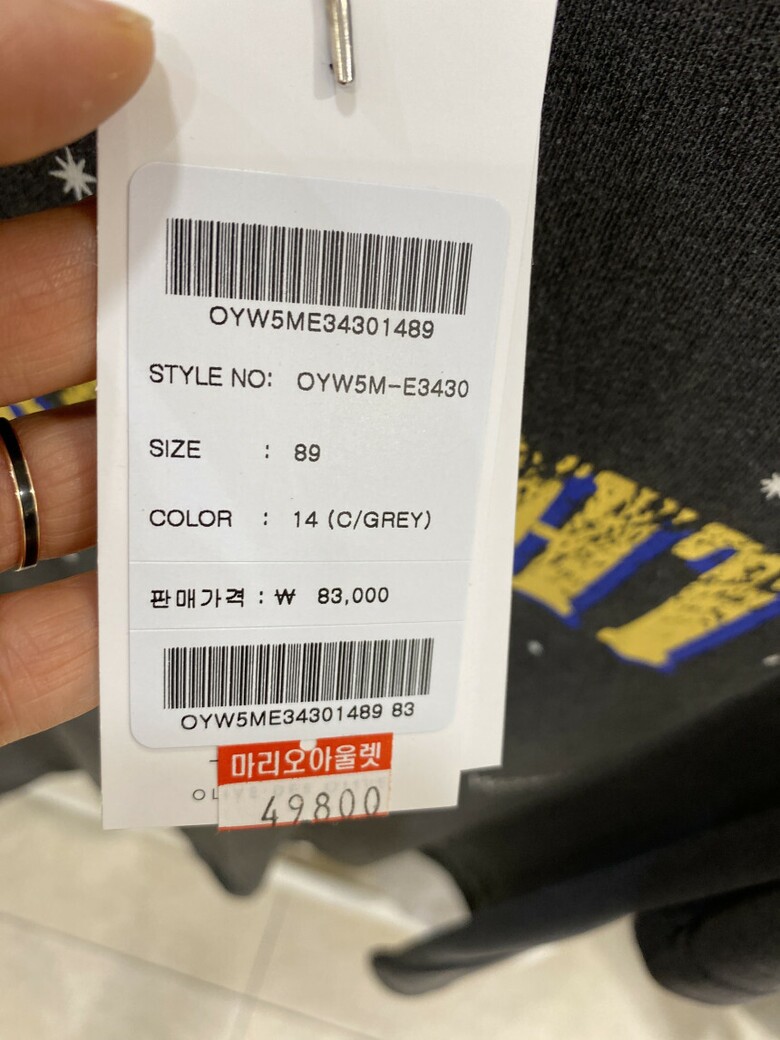 OYW5ME34301489
STYLE NO: OYW5M-E3430
SIZE : 89
COLOR : 14 (C/GREY)
판매가격 : ₩ 83,000
OYW5ME34301489 83
마리오아울렛
49800